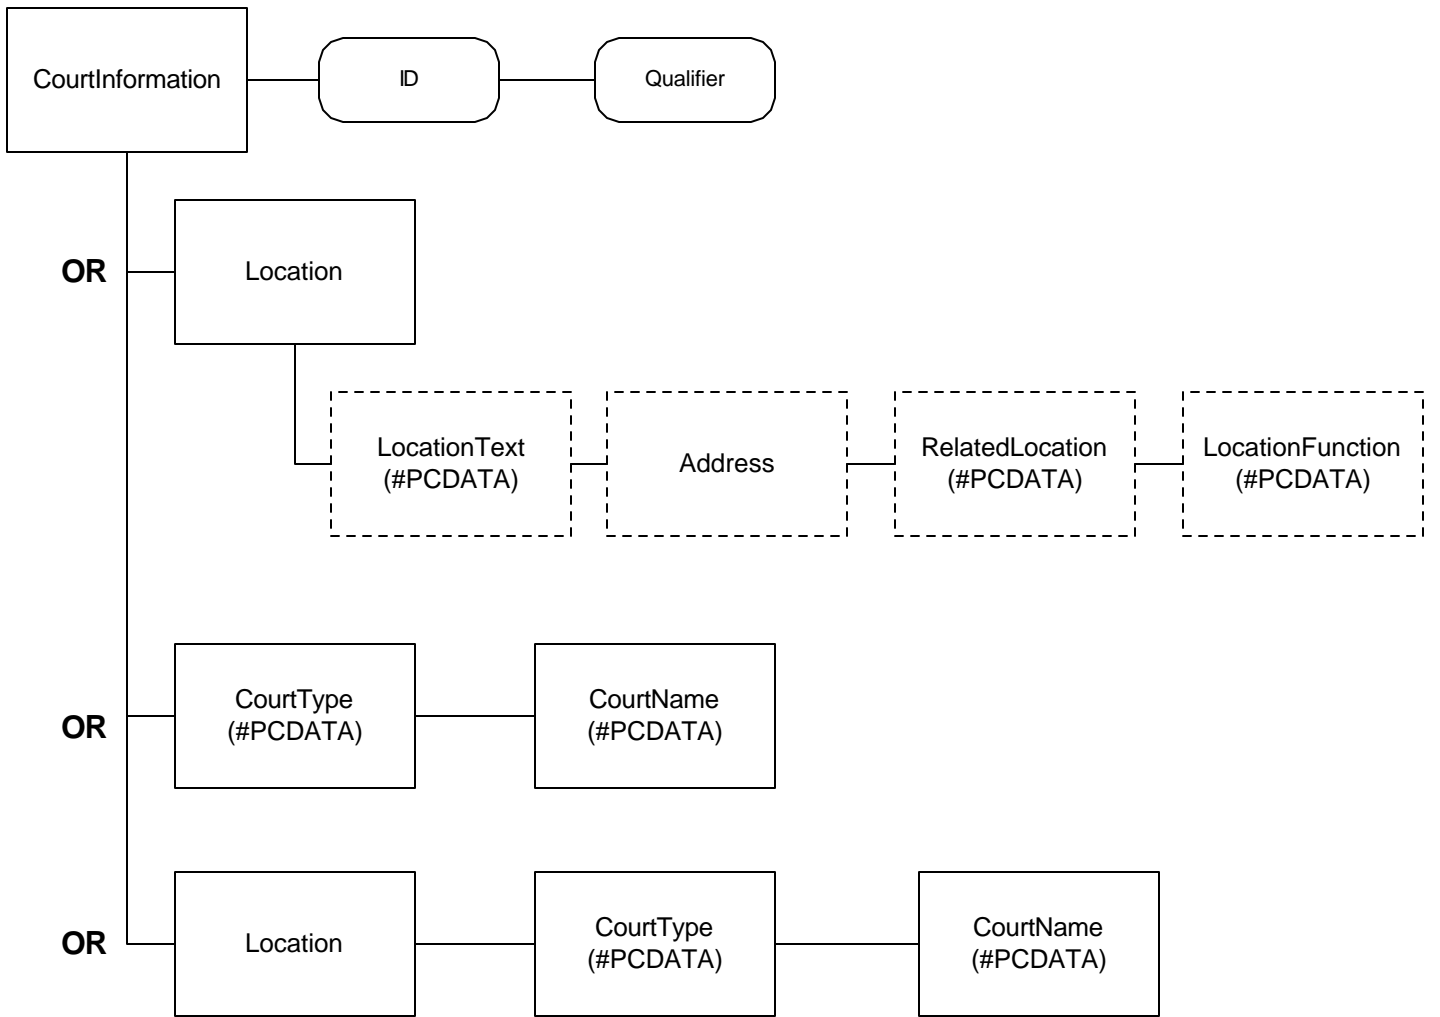 CourtInformation
ID
Qualifier
OR
Location
LocationText
(#PCDATA)
Address
RelatedLocation
(#PCDATA)
LocationFunction
(#PCDATA)
OR
CourtType
(#PCDATA)
CourtName
(#PCDATA)
OR
Location
CourtType
(#PCDATA)
CourtName
(#PCDATA)